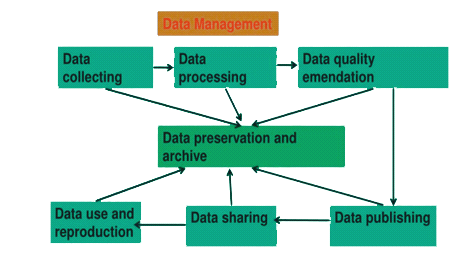 Data Management
Data
collecting
Data
processing
Data quality
emendation
Data preservation and
archive
Data use and
reproduction
Data sharing
Data publishing